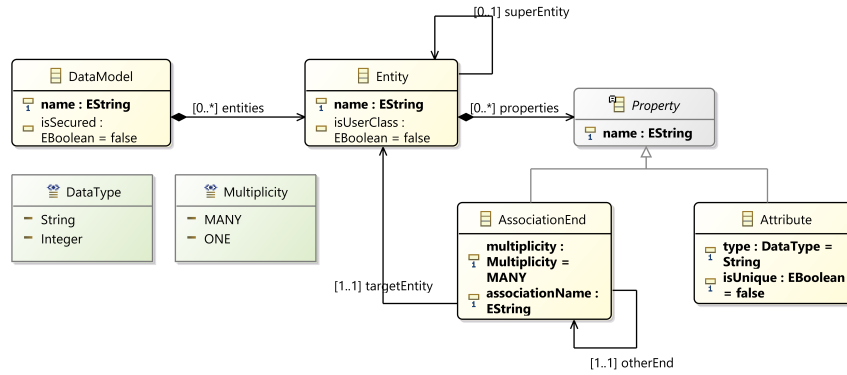 [0..1] superEntity
DataModel
name : EString
isSecured :
EBoolean = false
[0..*] entities
Entity
name : EString
isUserClass :
EBoolean = false
[0..*] properties
Property
name : EString
DataType
String
Integer
Multiplicity
MANY
ONE
AssociationEnd
multiplicity :
Multiplicity =
MANY
associationName :
EString
Attribute
type : DataType =
String
isUnique : EBoolean
= false
[1..1] targetEntity
[1..1] otherEnd